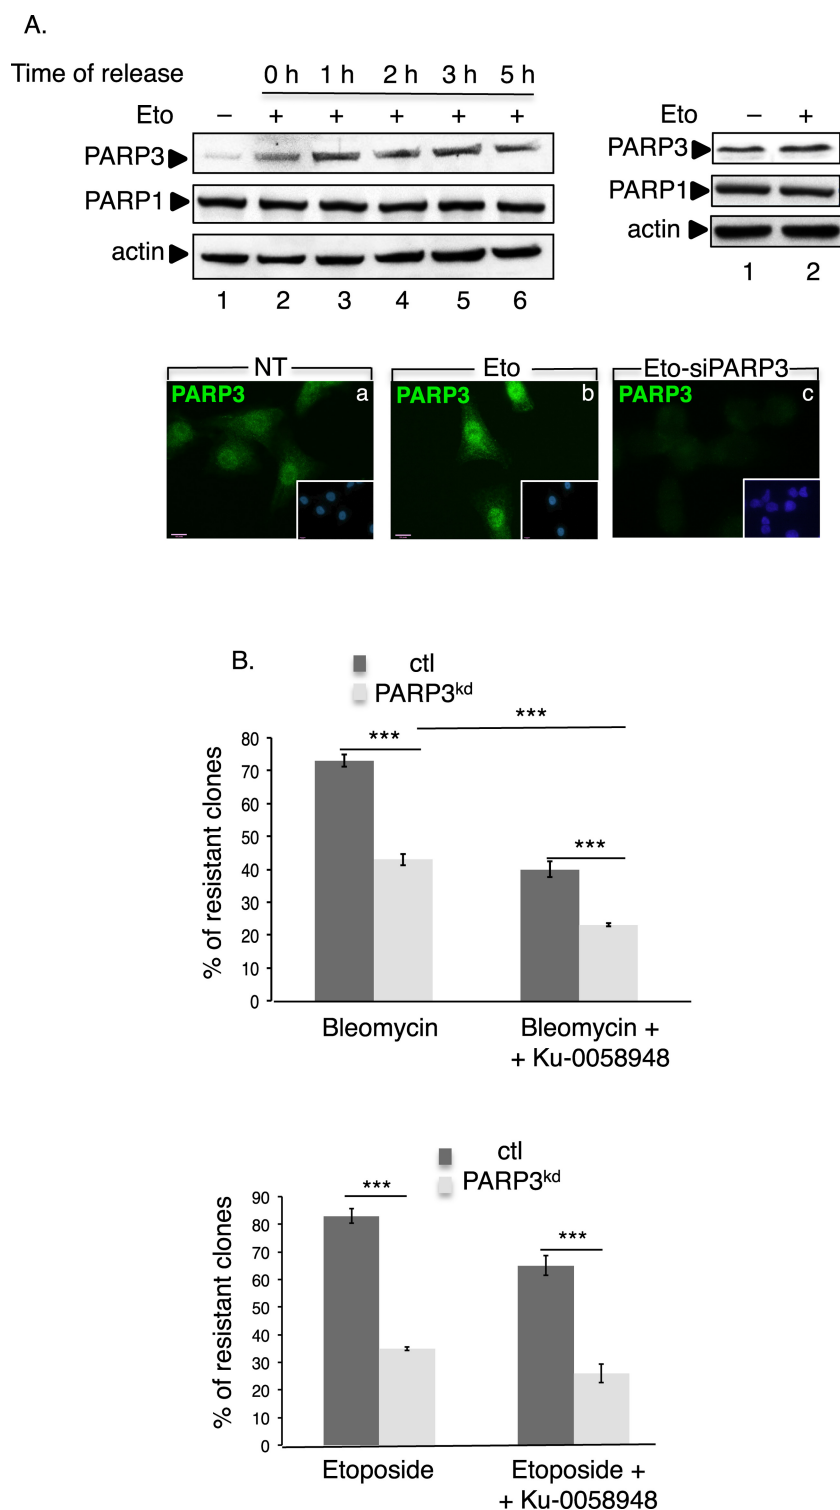 A.
Time of release 0 h 1 h 2 h 3 h 5 h
Eto – + + + + +
PARP3
PARP1
actin
1 2 3 4 5 6
Eto – +
PARP3
PARP1
actin
1 2
NT
PARP3 a
Eto
PARP3 b
Eto-siPARP3
PARP3 c
B.
ctl
PARP3kd
***
***
***
80
70
60
50
40
30
20
10
0
% of resistant clones
Bleomycin
Bleomycin +
+ Ku-0058948
ctl
PARP3kd
***
***
90
80
70
60
50
40
30
20
10
0
% of resistant clones
Etoposide
Etoposide +
+ Ku-0058948